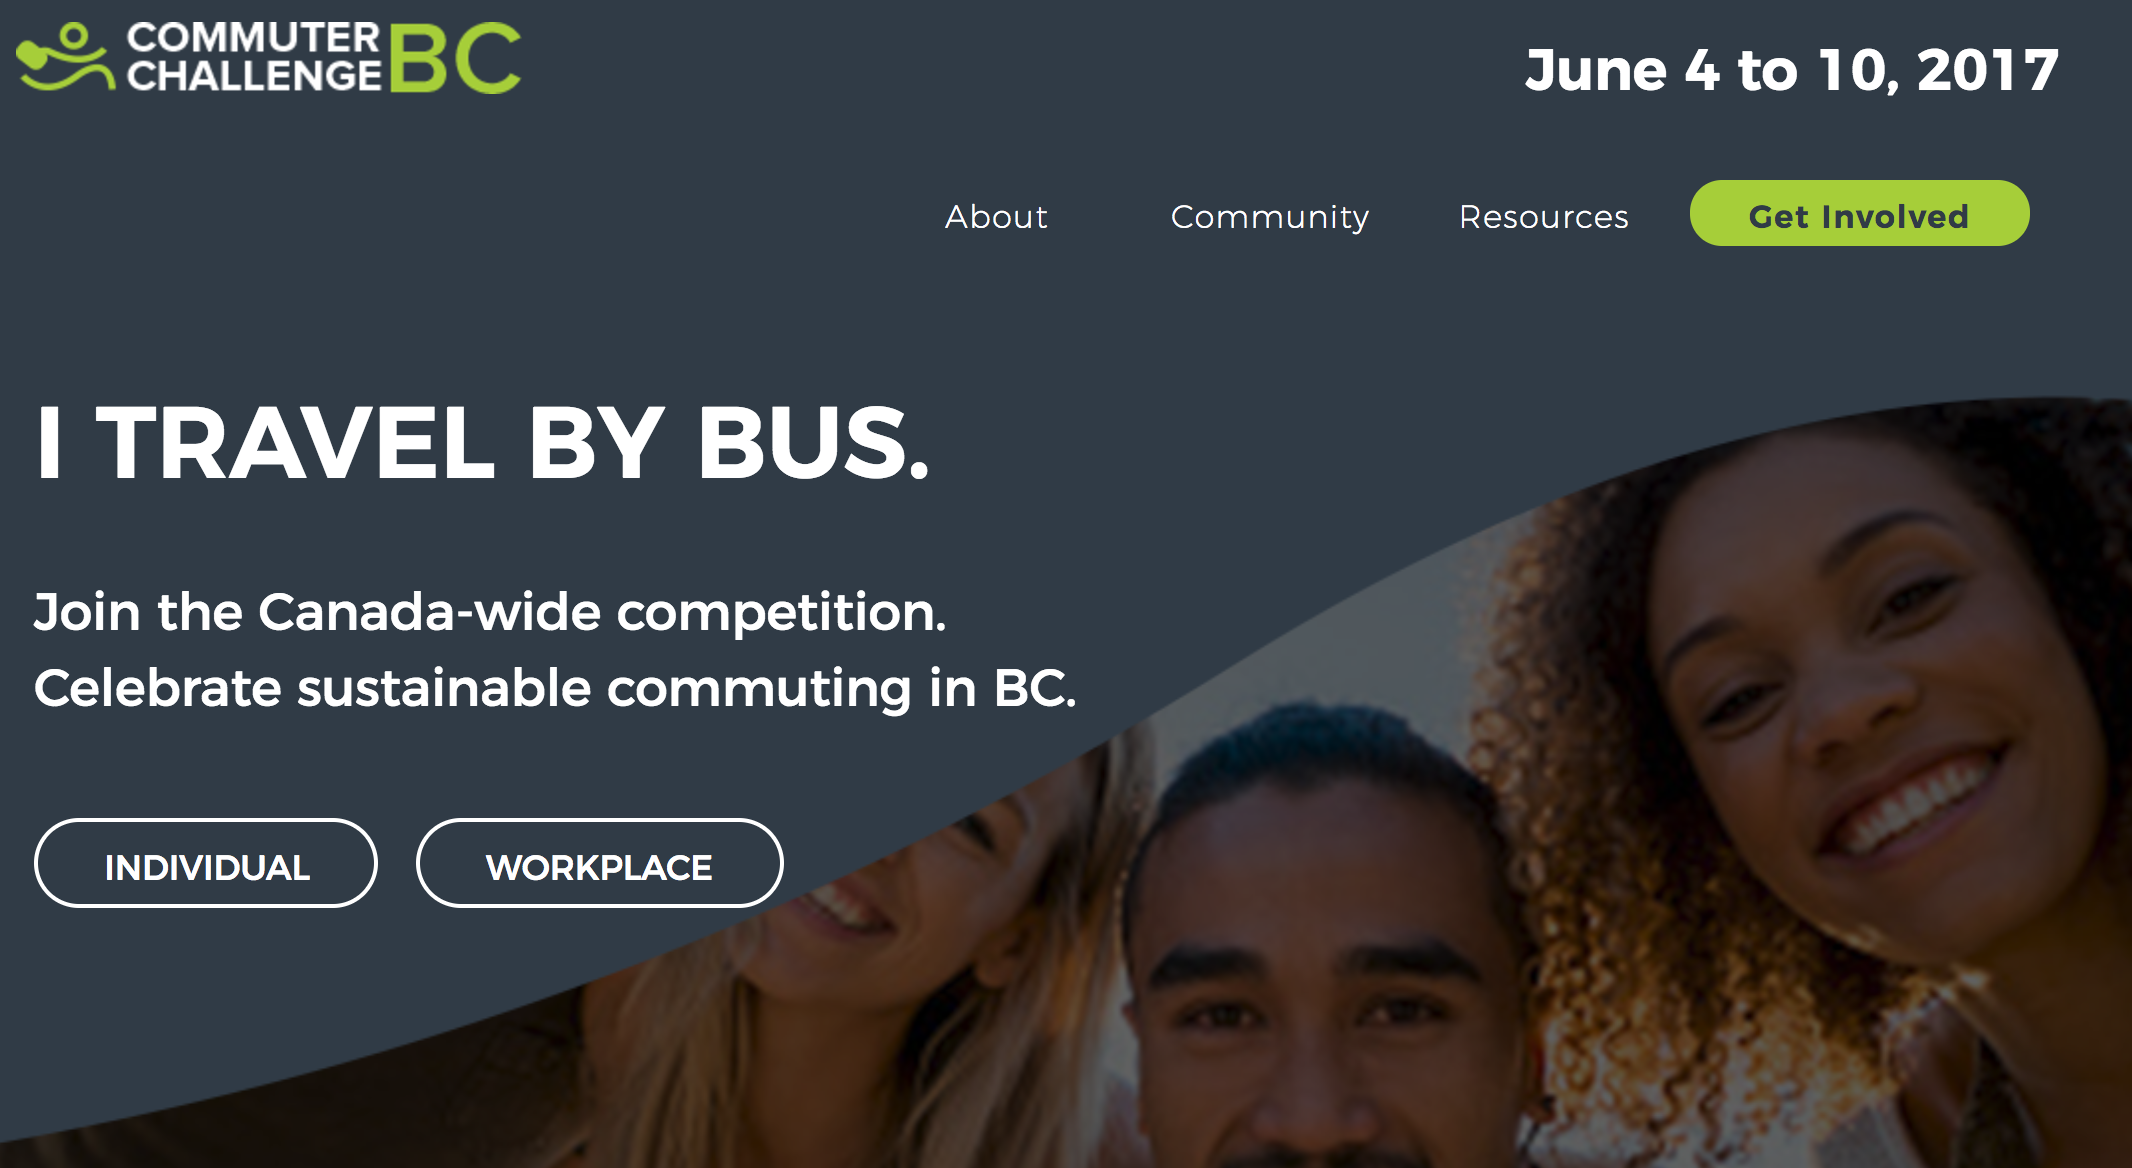 COMMUTER
CHALLENGE BC
June 4 to 10, 2017
About Community Resources Get Involved
I TRAVEL BY BUS.
Join the Canada-wide competition.
Celebrate sustainable commuting in BC.
INDIVIDUAL WORKPLACE